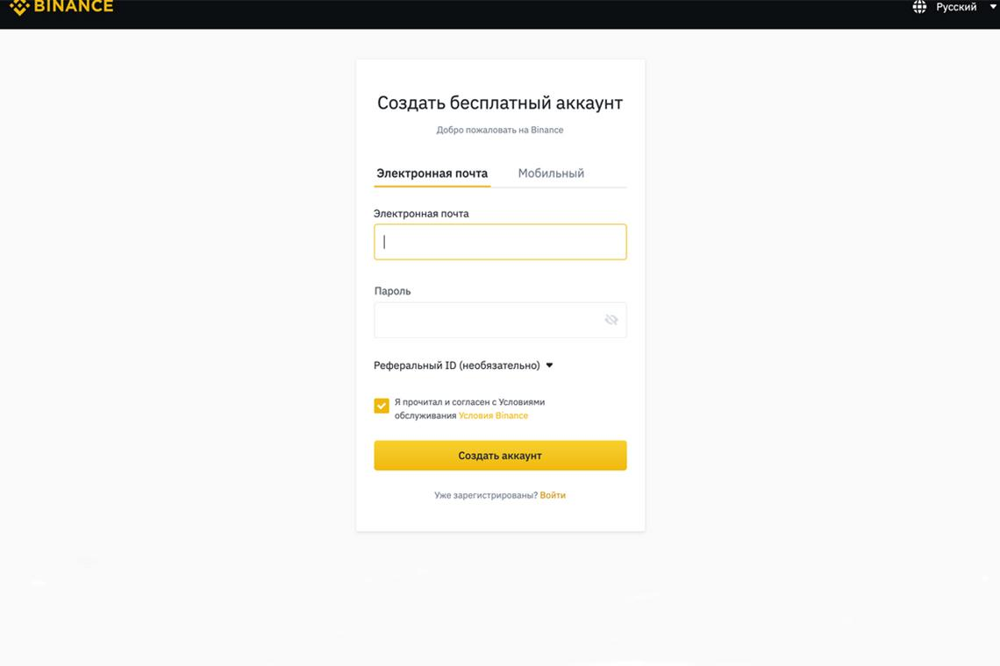 BINANCE
Русский
Создать бесплатный аккаунт
Добро пожаловать на Binance
Электронная почта
Мобильный
Электронная почта
Пароль
Реферальный ID (необязательно)
Я прочитал и согласен с Условиями
обслуживания Условия Binance
Создать аккаунт
Уже зарегистрированы? Войти